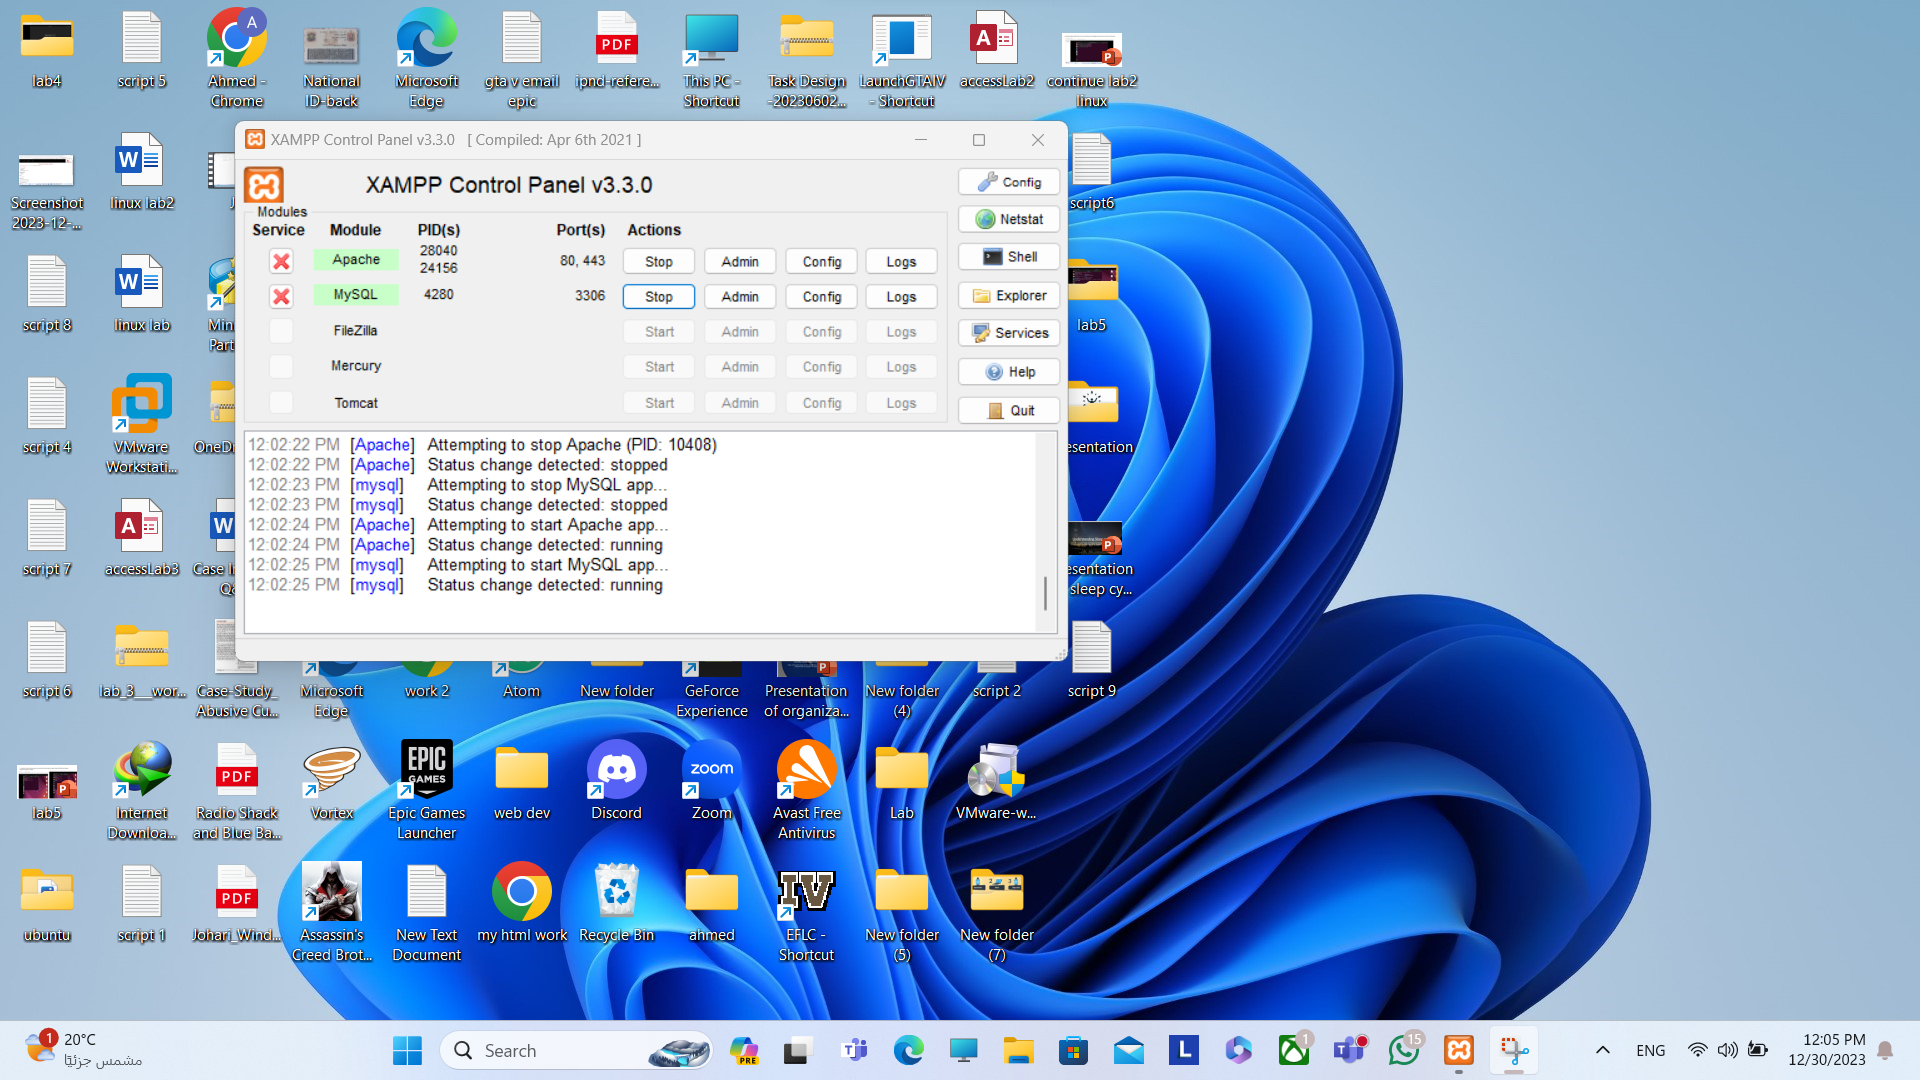 lab4
script 5
A
Ahmed -
Chrome
National
ID-back
Microsoft
Edge
gta v email
epic
PDF
ipnd-refere...
This PC -
Shortcut
Task Design
-20230602...
LaunchGTAIV
- Shortcut
A
accessLab2
continue lab2
linux
XAMPP Control Panel v3.3.0 [ Compiled: Apr 6th 2021 ]
XAMPP Control Panel v3.3.0
Modules
Service Module PID(s) Port(s) Actions
Apache 28040
24156 80, 443 Stop Admin Config Logs
MySQL 4280 3306 Stop Admin Config Logs
FileZilla Start Admin Config Logs
Mercury Start Admin Config Logs
Tomcat Start Admin Config Logs
Config
Netstat
Shell
Explorer
Services
Help
Quit
12:02:22 PM [Apache] Attempting to stop Apache (PID: 10408)
12:02:22 PM [Apache] Status change detected: stopped
12:02:23 PM [mysql] Attempting to stop MySQL app...
12:02:23 PM [mysql] Status change detected: stopped
12:02:24 PM [Apache] Attempting to start Apache app...
12:02:24 PM [Apache] Status change detected: running
12:02:25 PM [mysql] Attempting to start MySQL app...
12:02:25 PM [mysql] Status change detected: running
Screenshot
2023-12-...
W
linux lab2
J
script6
script 8
W
linux lab
Min
Part
lab5
script 4
VMware
Workstati...
OneD
esentation
script 7
A
accessLab3
W
Case I
Q
esentation
sleep cy...
script 6
lab_3__wor...
Case-Study_
Abusive Cu...
Microsoft
Edge
work 2
Atom
New folder
GeForce
Experience
Presentation
of organiza...
New folder
(4)
script 2
script 9
lab5
Internet
Downloa...
PDF
Radio Shack
and Blue Ba...
Vortex
EPIC
GAMES
Epic Games
Launcher
web dev
Discord
zoom
Zoom
Avast Free
Antivirus
Lab
VMware-w...
ubuntu
script 1
PDF
Johari_Wind...
Assassin's
Creed Brot...
New Text
Document
my html work
Recycle Bin
ahmed
IV
EFLC -
Shortcut
New folder
(5)
New folder
(7)
1
20°C
مشمس جزئيًا
Search
PRE
L
1
15
ENG
12:05 PM
12/30/2023